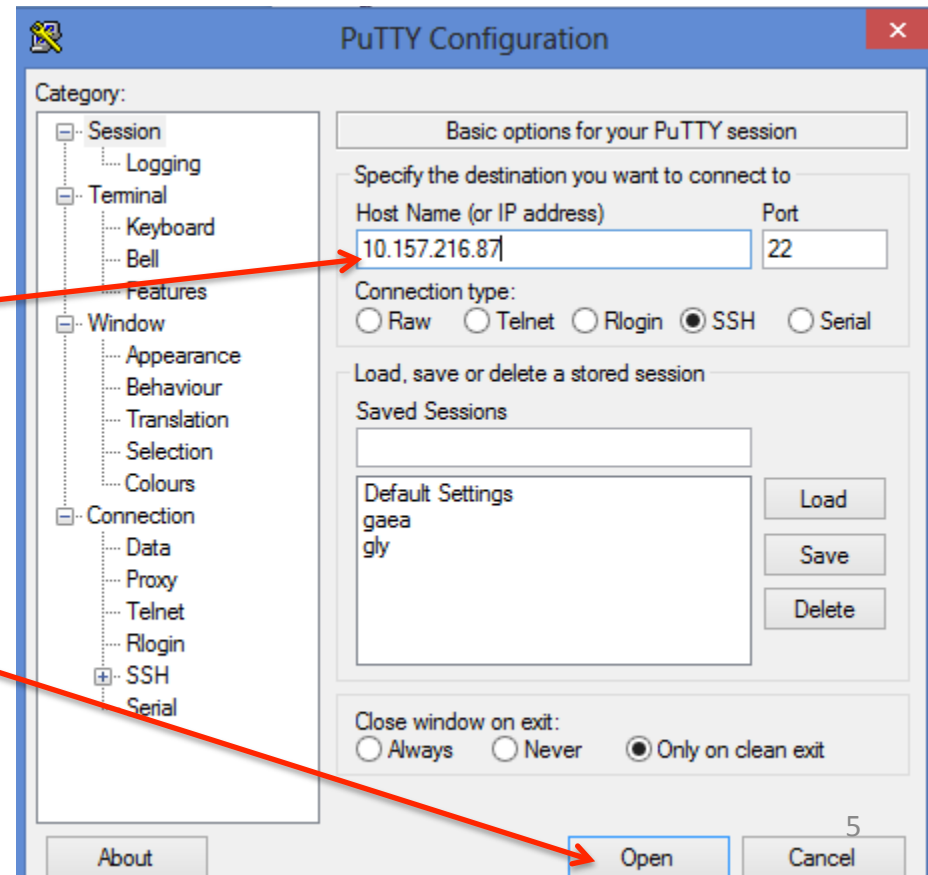 PuTTY Configuration
Category:
Session
Logging
Terminal
Keyboard
Bell
Features
Window
Appearance
Behaviour
Translation
Selection
Colours
Connection
Data
Proxy
Telnet
Rlogin
SSH
Serial
Basic options for your PuTTY session
Specify the destination you want to connect to
Host Name (or IP address) Port
10.157.216.87 22
Connection type:
Raw Telnet Rlogin SSH Serial
Load, save or delete a stored session
Saved Sessions
Default Settings
gaea
gly
Load
Save
Delete
Close window on exit:
Always Never Only on clean exit
5
About Open Cancel